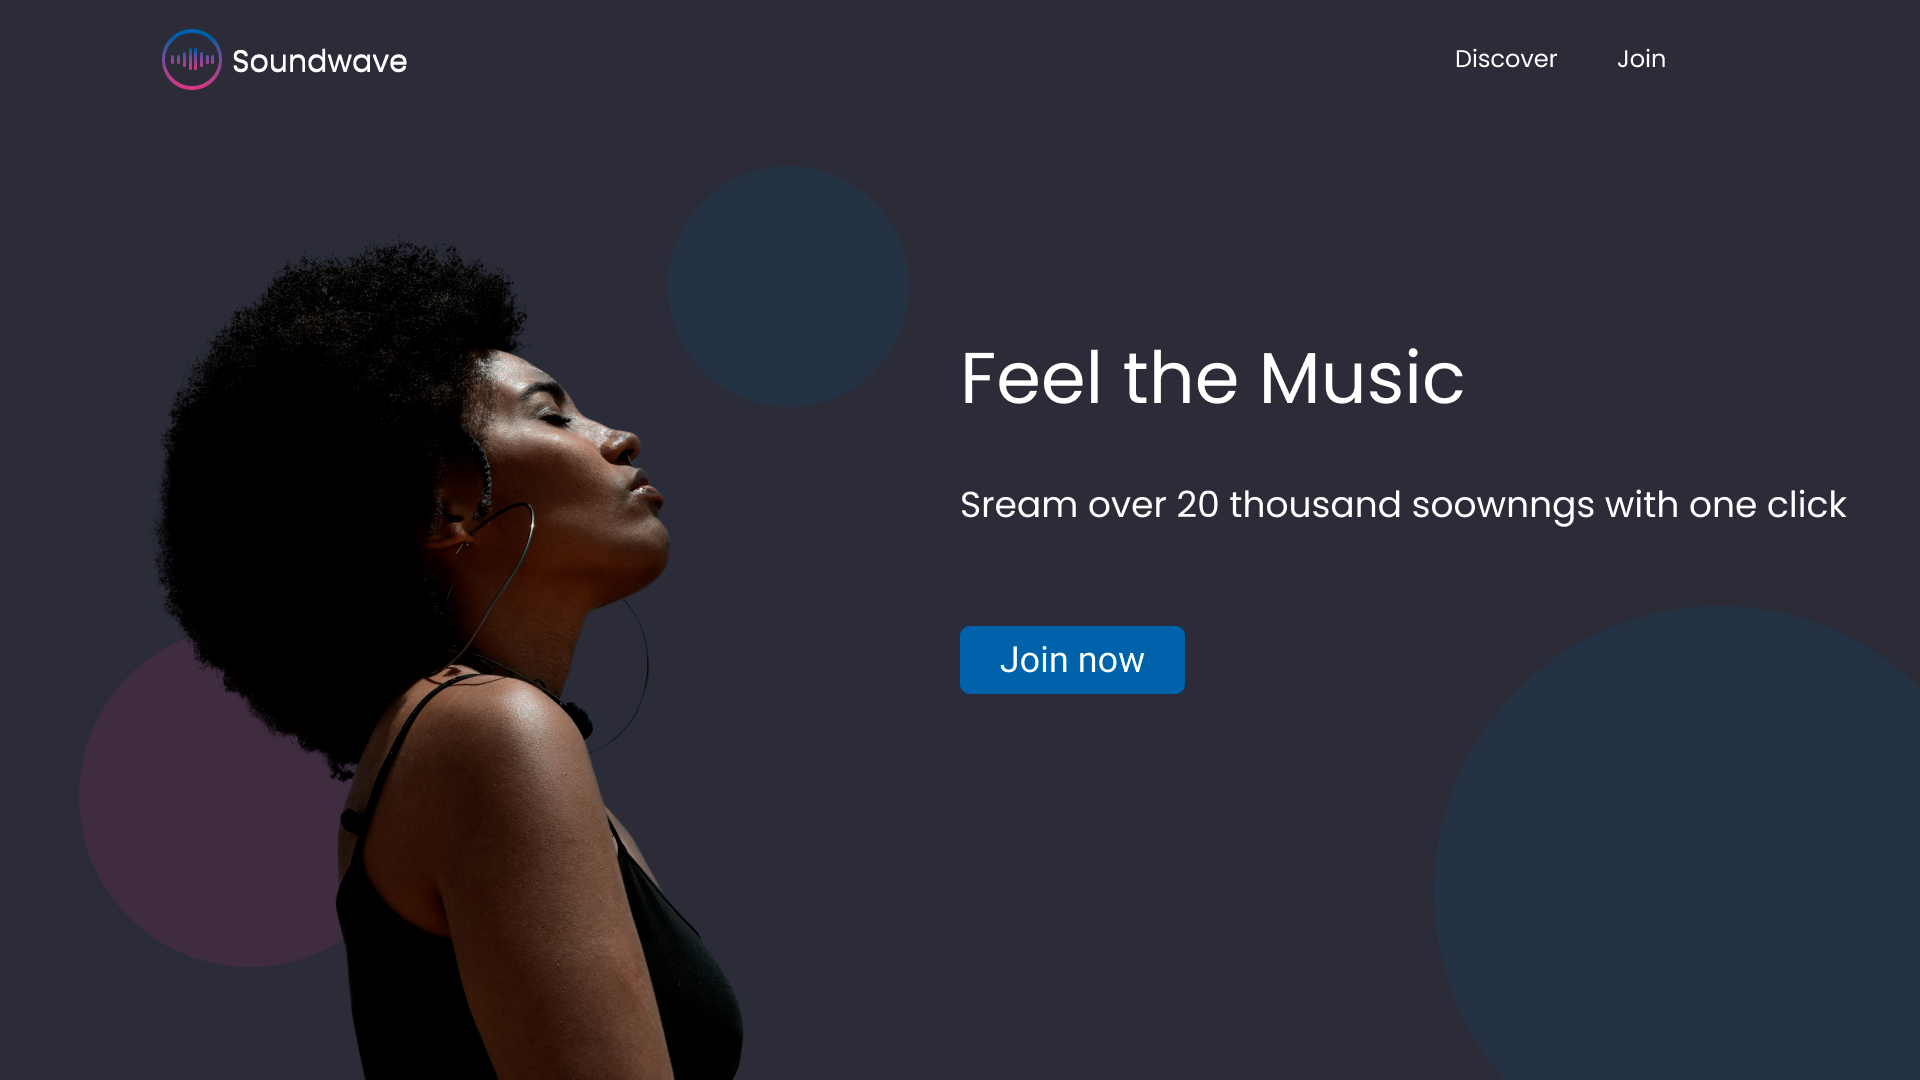 Soundwave
Discover Join
Feel the Music
Sream over 20 thousand soownngs with one click
Join now